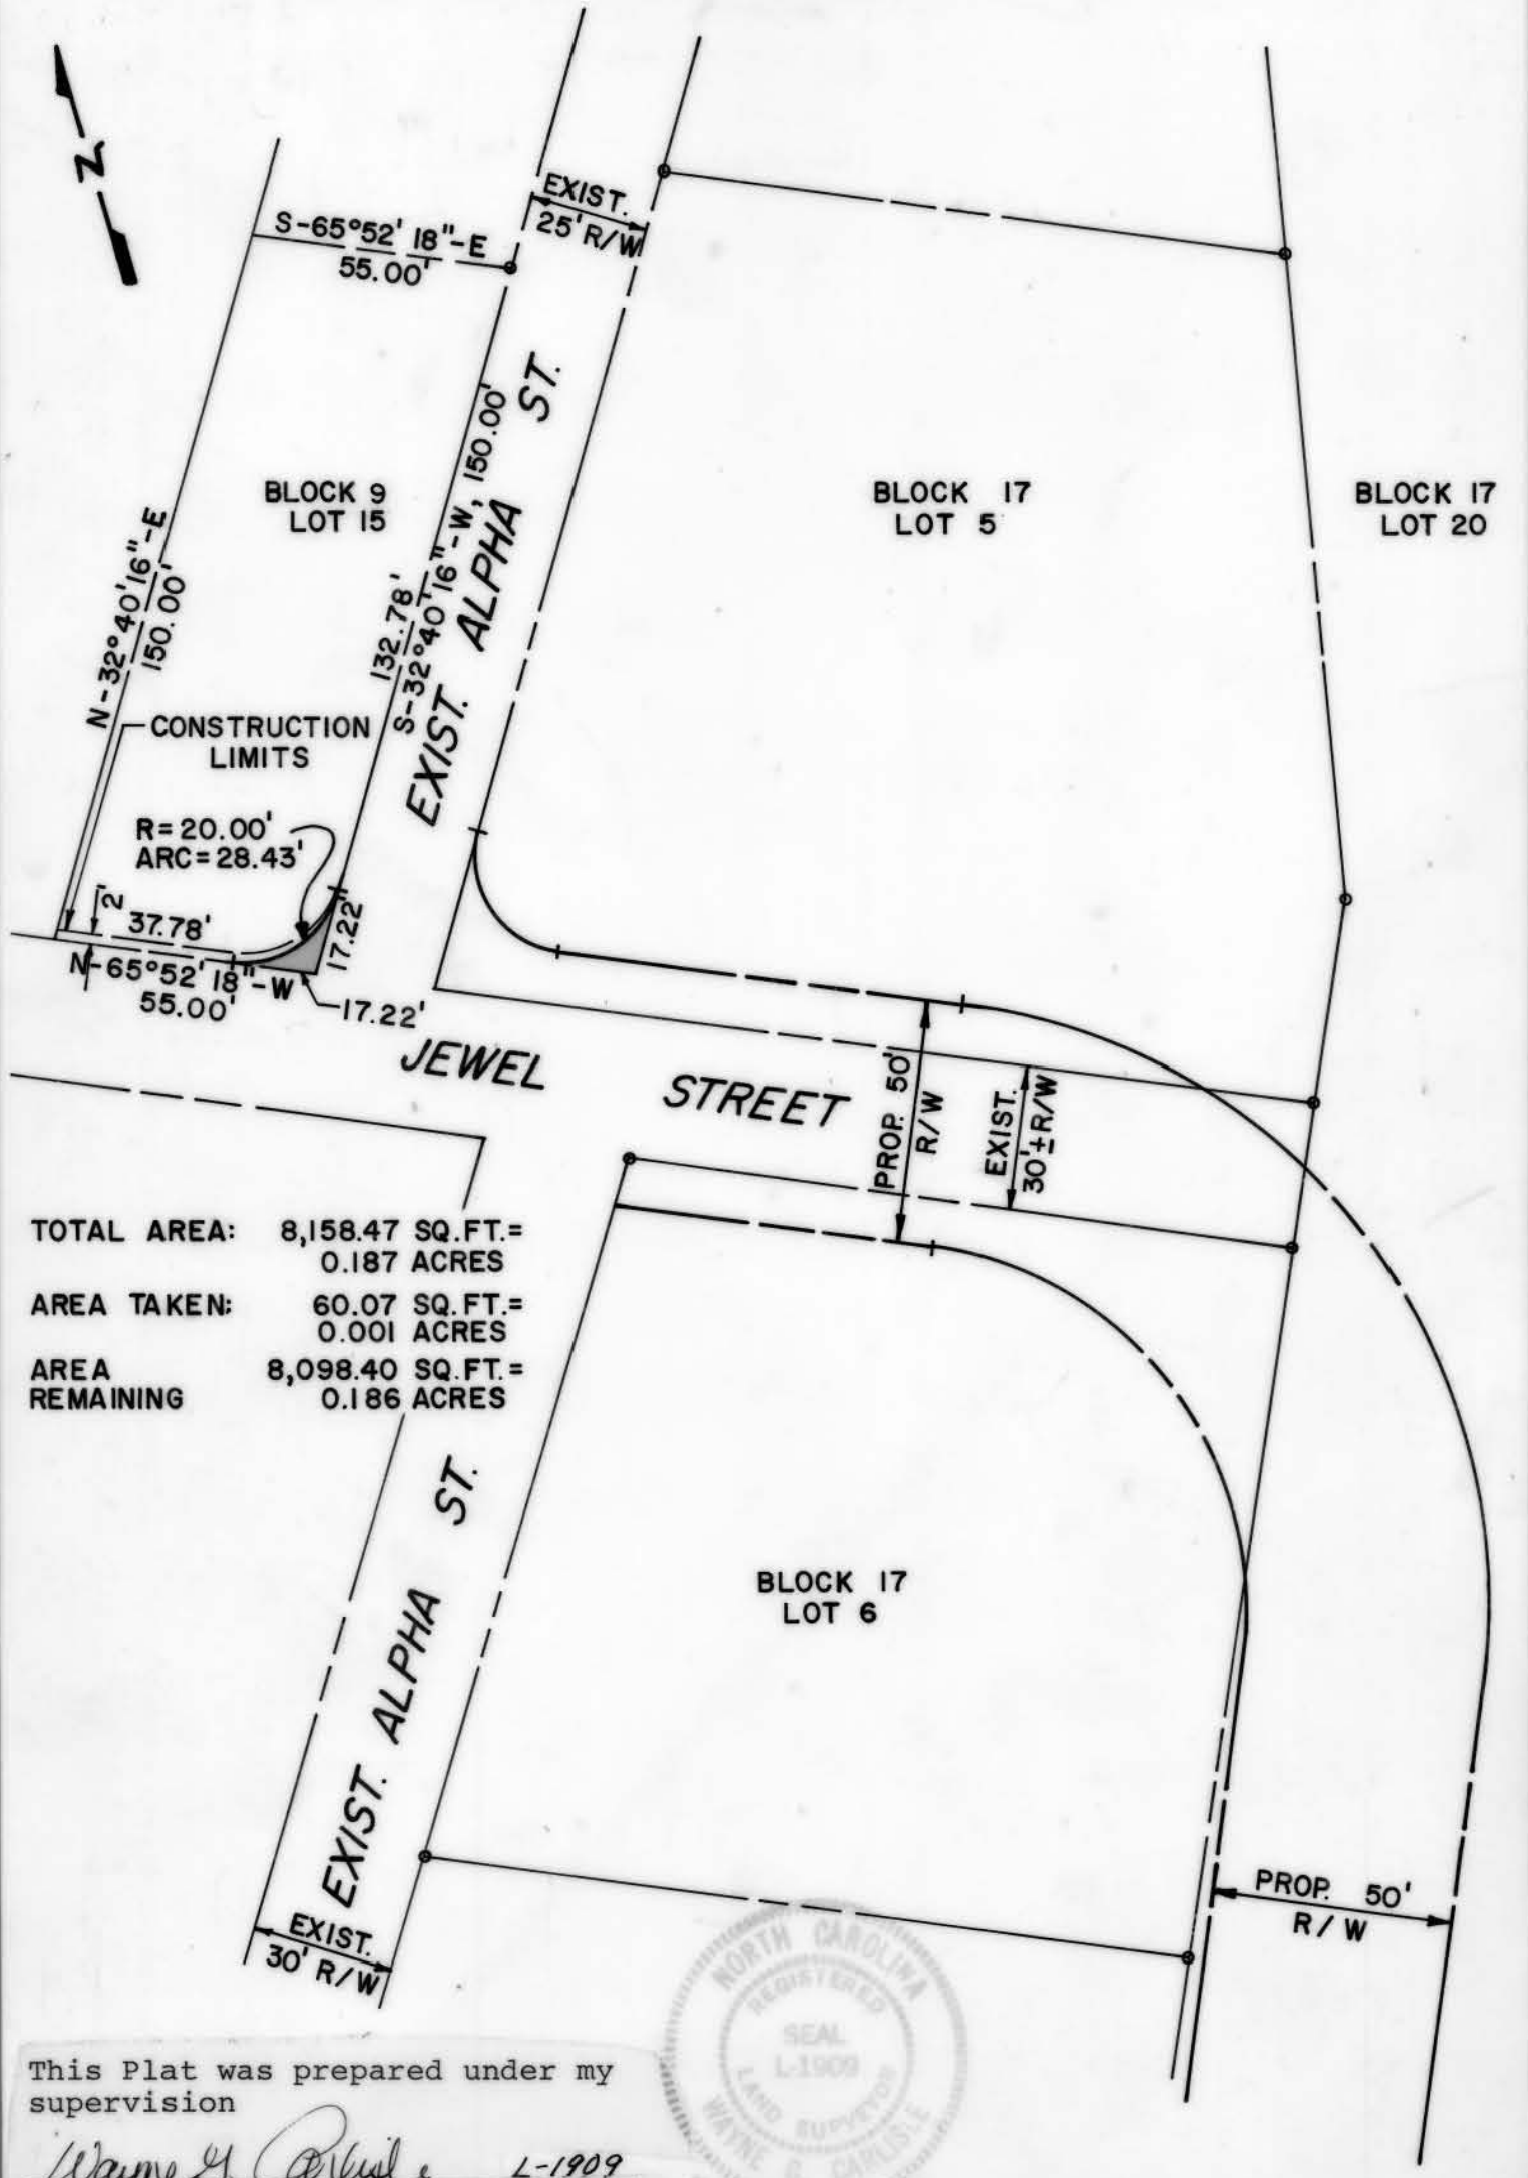 N
S-65°52' 18"-E
55.00'
EXIST.
25' R/W
BLOCK 9
LOT 15
N-32°40'16"-E
150.00'
132.78'
S-32°40'16"-W, 150.00'
EXIST. ALPHA ST.
BLOCK 17
LOT 5
BLOCK 17
LOT 20
CONSTRUCTION
LIMITS
R=20.00'
ARC=28.43'
2'
37.78'
17.22'
N-65°52' 18"-W
55.00'
17.22'
JEWEL STREET
PROP. 50'
R/W
EXIST.
30'±R/W
TOTAL AREA: 8,158.47 SQ.FT.=
0.187 ACRES
AREA TAKEN: 60.07 SQ.FT.=
0.001 ACRES
AREA 8,098.40 SQ.FT.=
REMAINING 0.186 ACRES
EXIST. ALPHA ST.
BLOCK 17
LOT 6
EXIST.
30' R/W
PROP. 50'
R/W
NORTH CAROLINA
REGISTERED
SEAL
L-1909
LAND SURVEYOR
WAYNE G. CARLISLE
This Plat was prepared under my
supervision
Wayne G. Carlisle L-1909